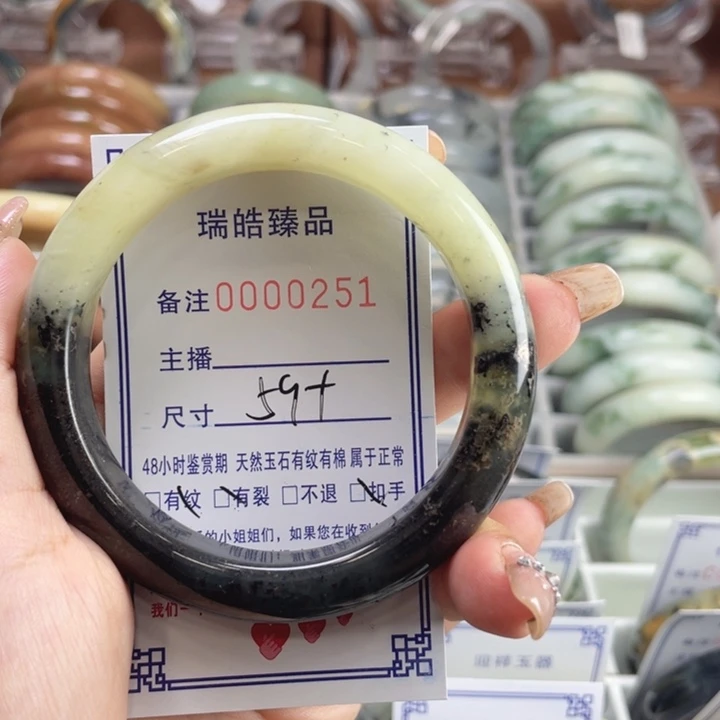 瑞皓臻品
备注0000251
主播
尺寸 59+
48小时鉴赏期 天然玉石有纹有棉 属于正常
□有纹 □有裂 □不退 □扣手
的小姐姐们，如果您在收到
我们一